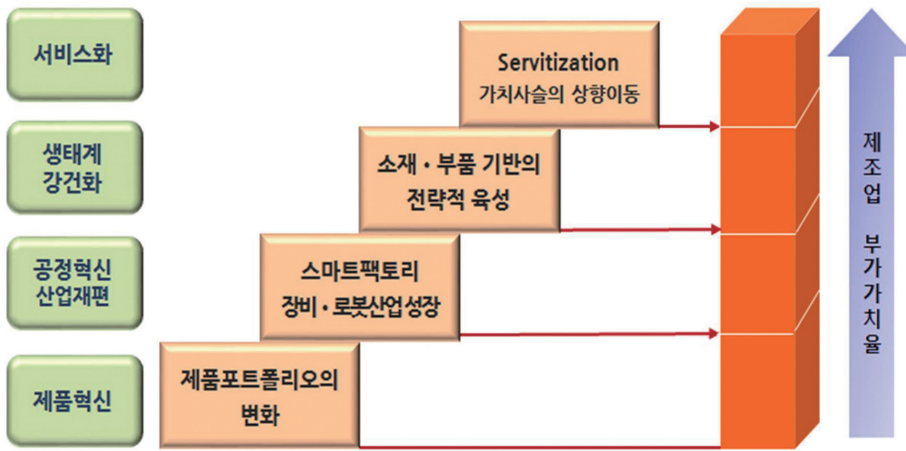 서비스화
Servitization
가치사슬의 상향이동
생태계
강건화
소재·부품 기반의
전략적 육성
공정혁신
산업재편
스마트팩토리
장비·로봇산업 성장
제품혁신
제품포트폴리오의
변화
제조업 부가가치율